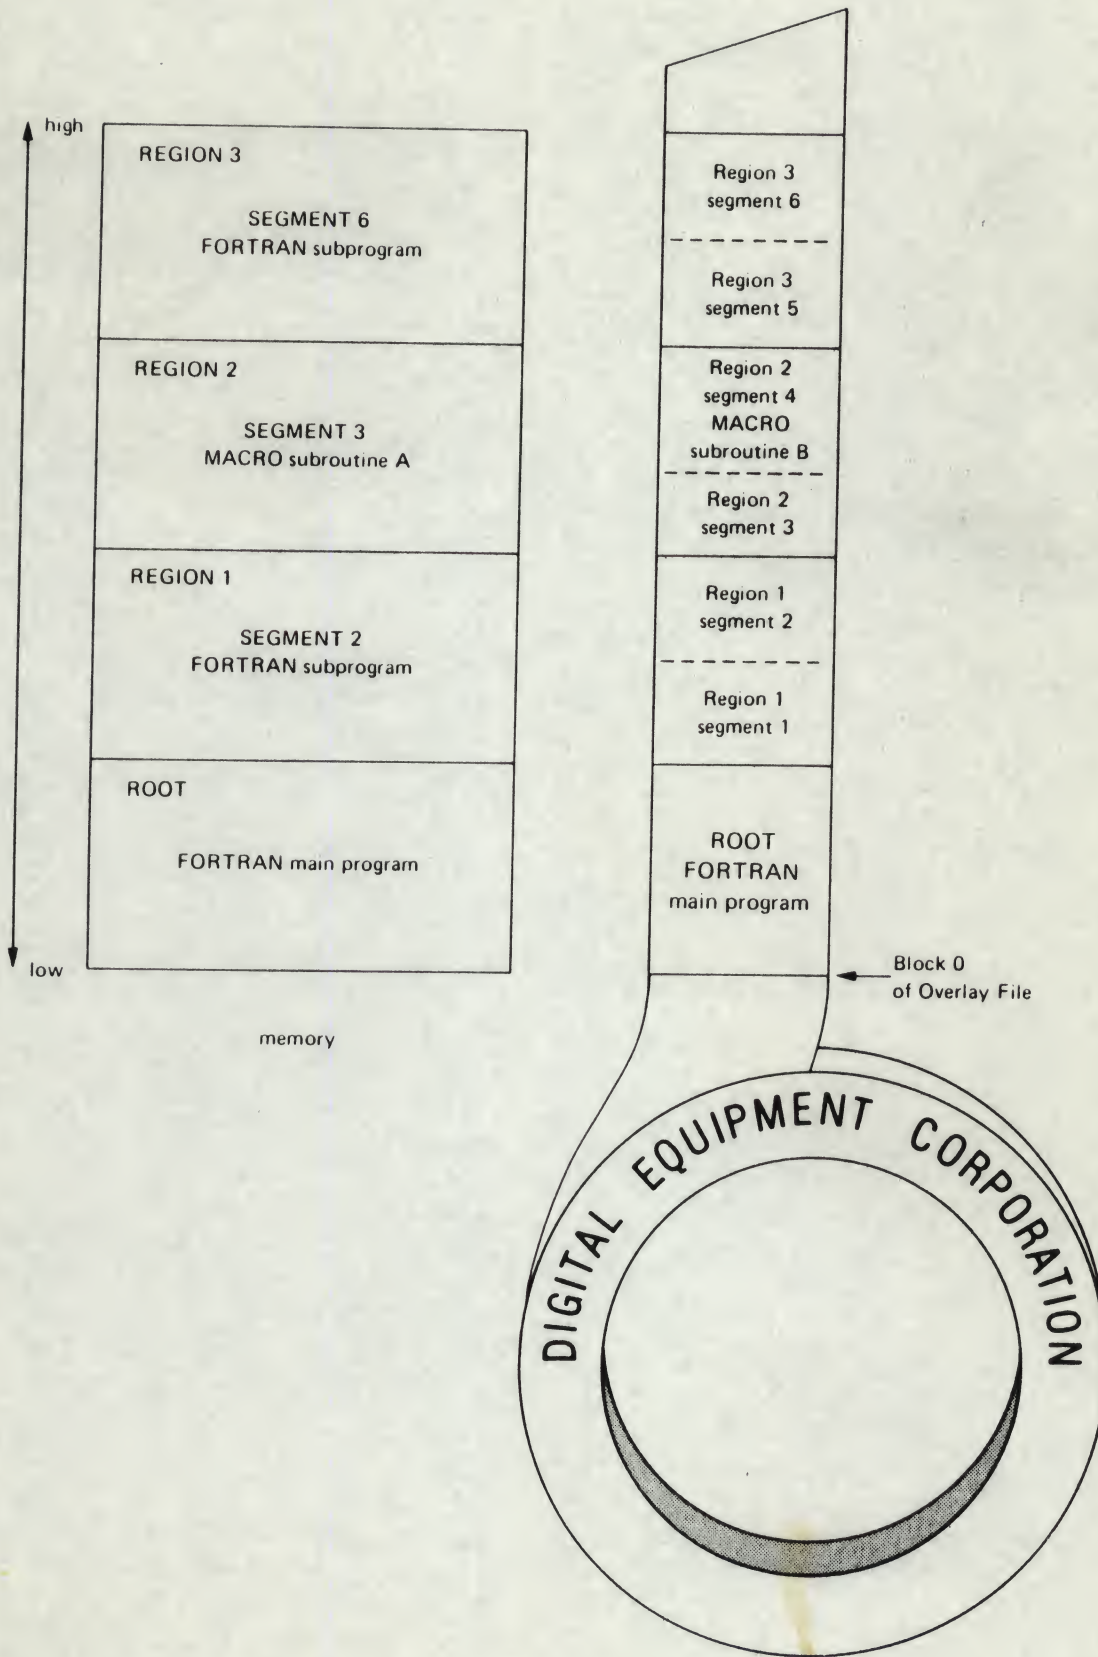 high
REGION 3
SEGMENT 6
FORTRAN subprogram
REGION 2
SEGMENT 3
MACRO subroutine A
REGION 1
SEGMENT 2
FORTRAN subprogram
ROOT
FORTRAN main program
low
memory
Region 3
segment 6
Region 3
segment 5
Region 2
segment 4
MACRO
subroutine B
Region 2
segment 3
Region 1
segment 2
Region 1
segment 1
ROOT
FORTRAN
main program
Block 0
of Overlay File
DIGITAL EQUIPMENT CORPORATION